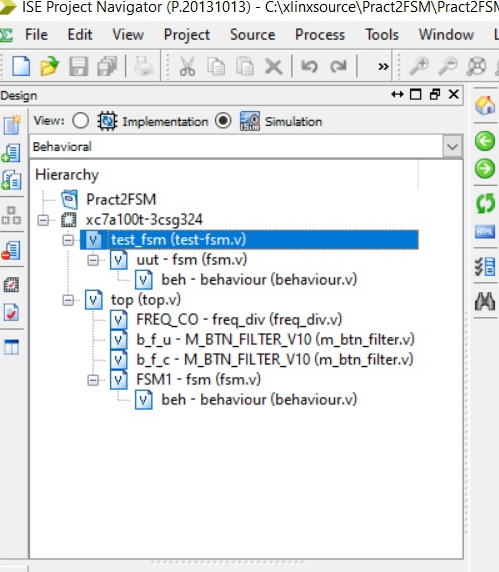 ISE Project Navigator (P.20131013) - C:\xlinxsource\Pract2FSM\Pract2FSM
File Edit View Project Source Process Tools Window
»
Design
View: Implementation Simulation
Behavioral
Hierarchy
Pract2FSM
xc7a100t-3csg324
test_fsm (test-fsm.v)
uut - fsm (fsm.v)
beh - behaviour (behaviour.v)
top (top.v)
FREQ_CO - freq_div (freq_div.v)
b_f_u - M_BTN_FILTER_V10 (m_btn_filter.v)
b_f_c - M_BTN_FILTER_V10 (m_btn_filter.v)
FSM1 - fsm (fsm.v)
beh - behaviour (behaviour.v)